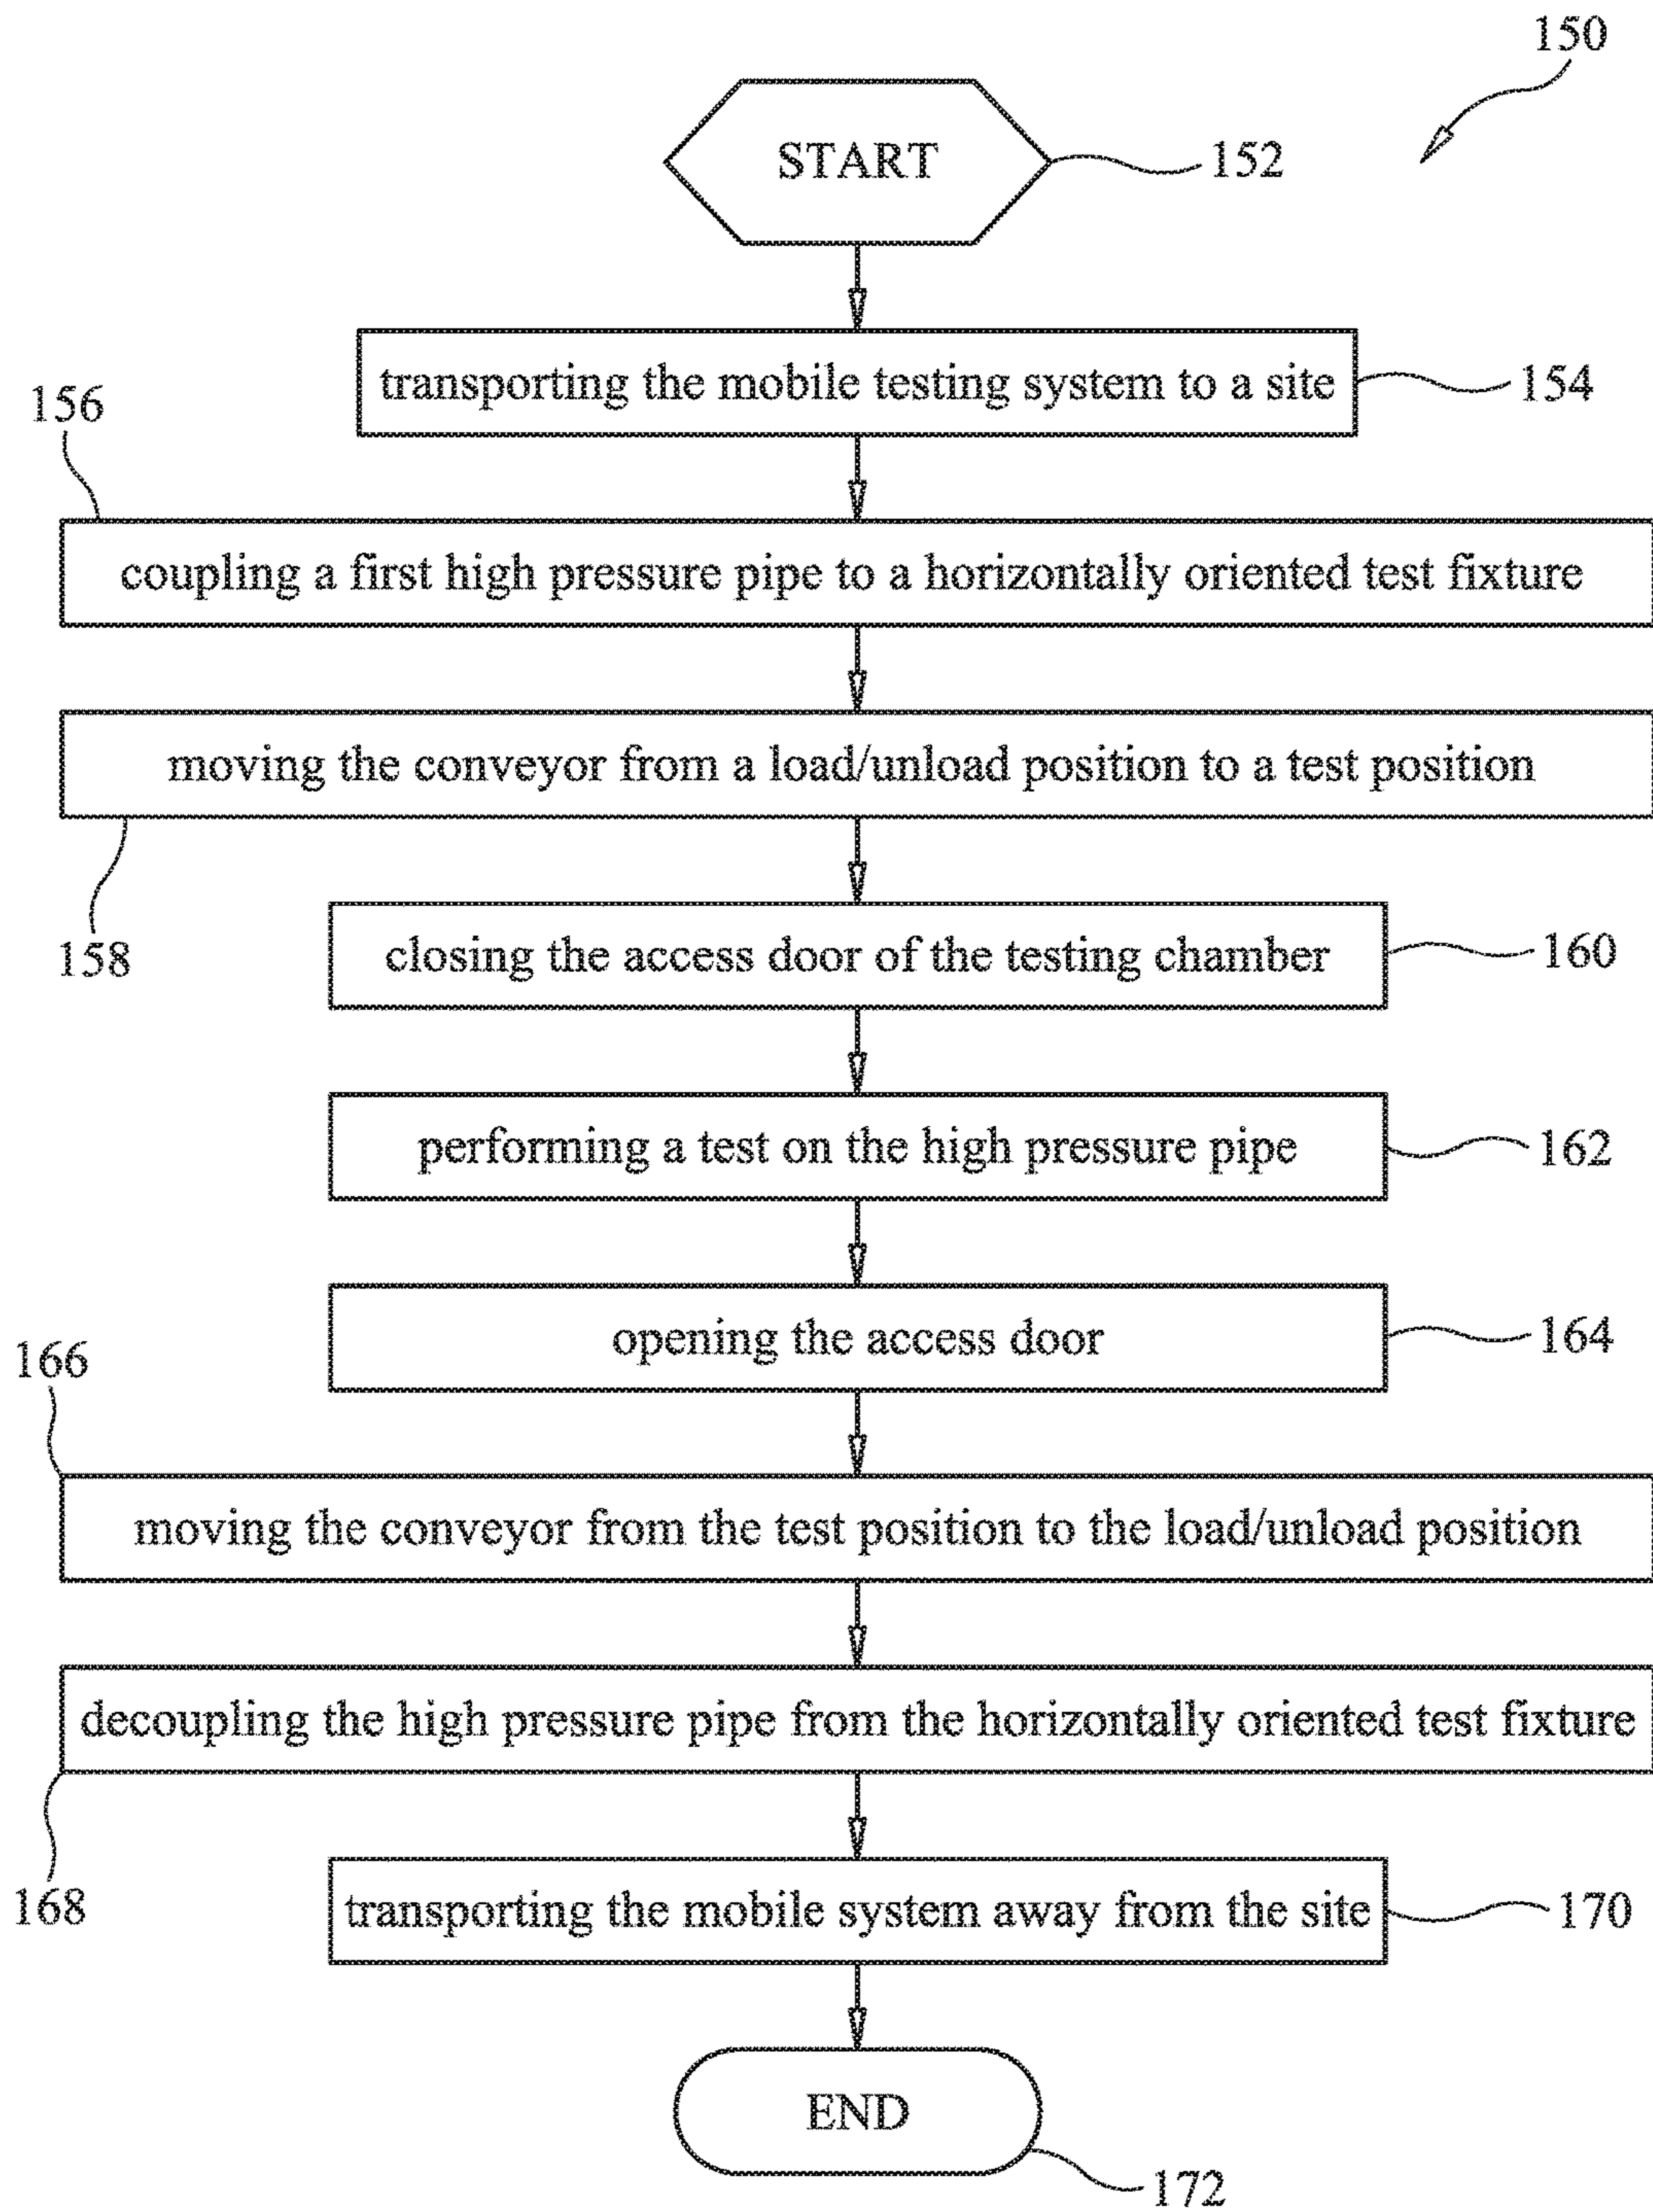 150
START
152
transporting the mobile testing system to a site
154
156
coupling a first high pressure pipe to a horizontally oriented test fixture
moving the conveyor from a load/unload position to a test position
158
closing the access door of the testing chamber
160
performing a test on the high pressure pipe
162
opening the access door
164
166
moving the conveyor from the test position to the load/unload position
decoupling the high pressure pipe from the horizontally oriented test fixture
168
transporting the mobile system away from the site
170
END
172